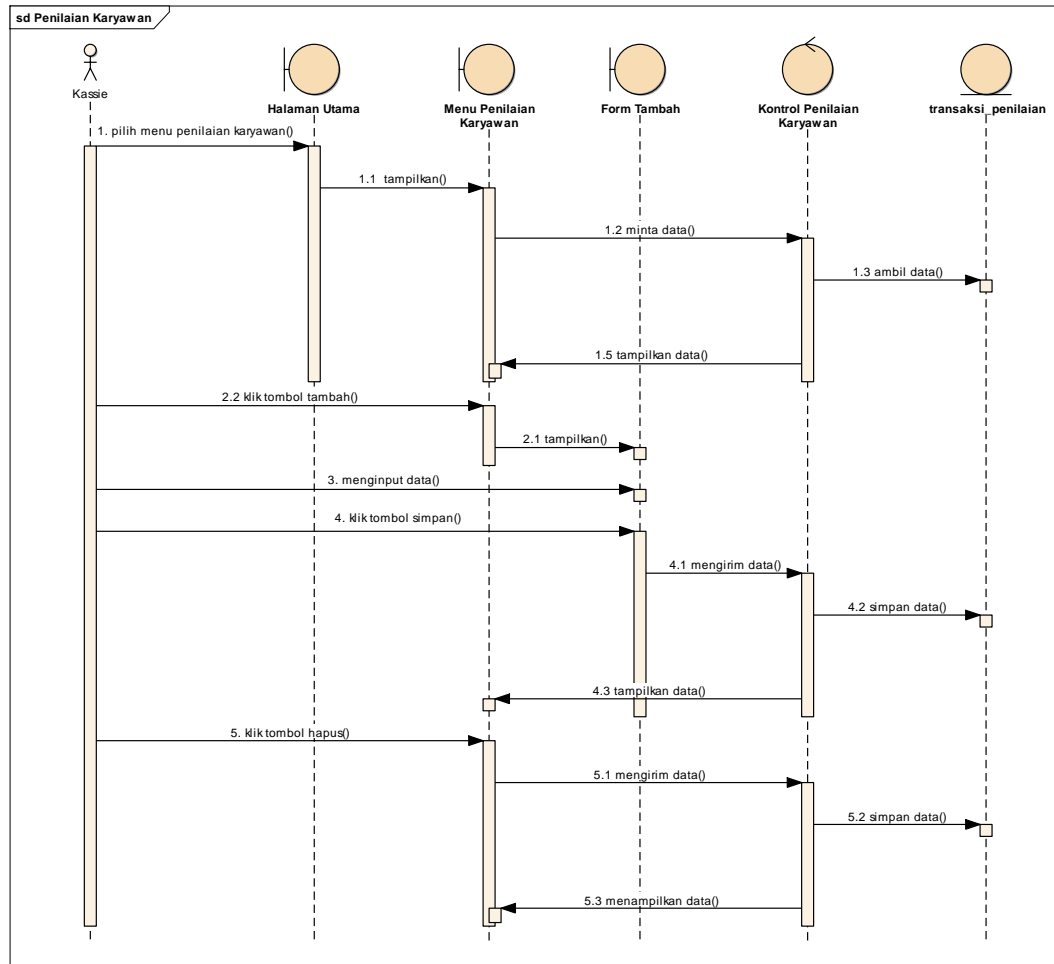 sd Penilaian Karyawan
Kassie
Halaman Utama
Menu Penilaian
Karyawan
Form Tambah
Kontrol Penilaian
Karyawan
transaksi_penilaian
1. pilih menu penilaian karyawan()
1.1 tampilkan()
1.2 minta data()
1.3 ambil data()
1.5 tampilkan data()
2.2 klik tombol tambah()
2.1 tampilkan()
3. menginput data()
4. klik tombol simpan()
4.1 mengirim data()
4.2 simpan data()
4.3 tampilkan data()
5. klik tombol hapus()
5.1 mengirim data()
5.2 simpan data()
5.3 menampilkan data()